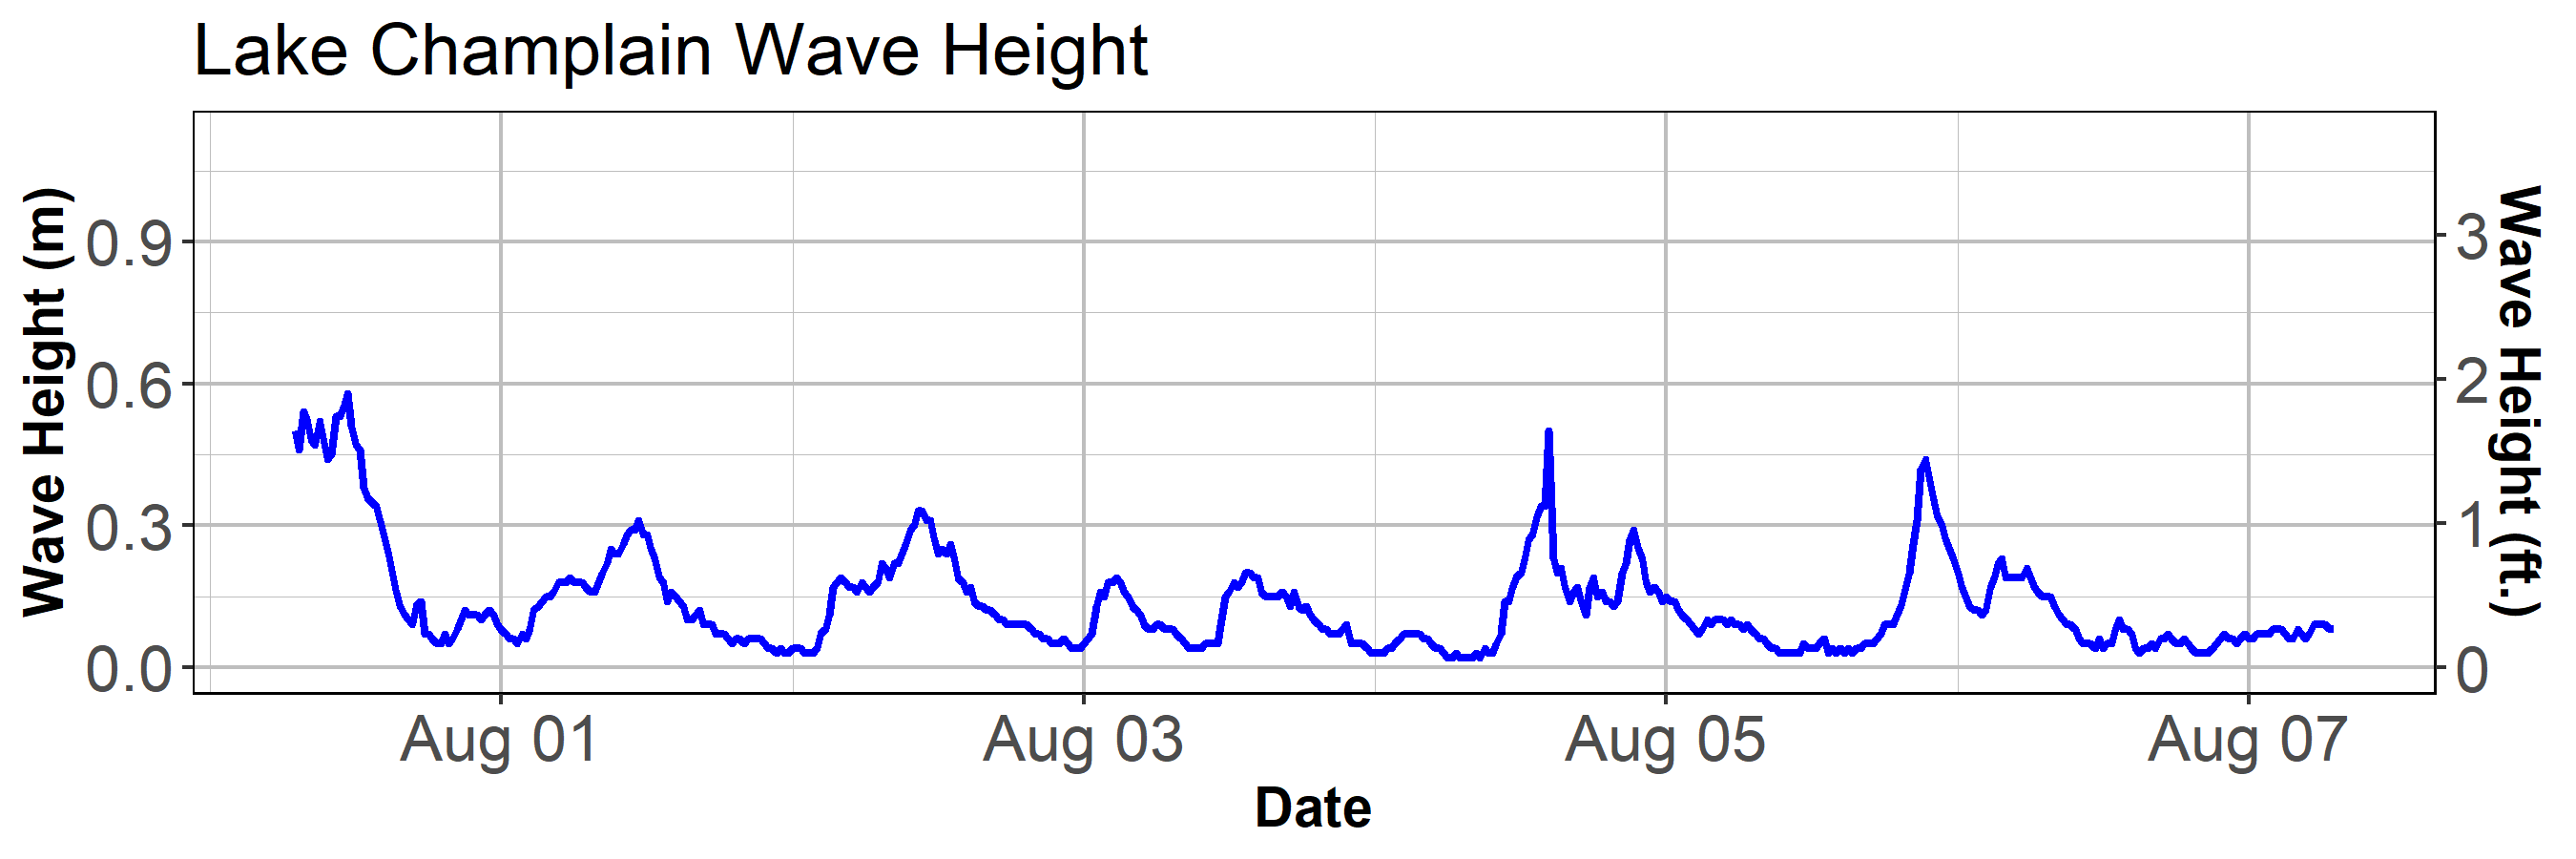 Lake Champlain Wave Height
Wave Height (m)
0.9
0.6
0.3
0.0
3
2
1
0
Wave Height (ft.)
Aug 01
Aug 03
Aug 05
Aug 07
Date